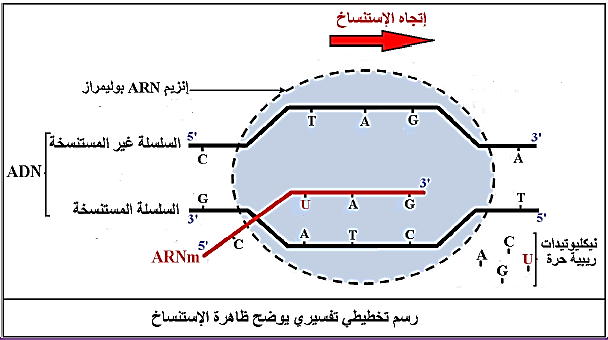 إتجاه الإستنساخ
إنزيم ARN بوليمراز
5'
3'
السلسلة غير المستنسخة
T A G
C
A
ADN
3'
U A G
G
T
السلسلة المستنسخة
3'
5'
5'
C
A T C
ARNm
نيكليوتيدات
ريبية حرة
A C G U
رسم تخطيطي تفسيري يوضح ظاهرة الإستنساخ